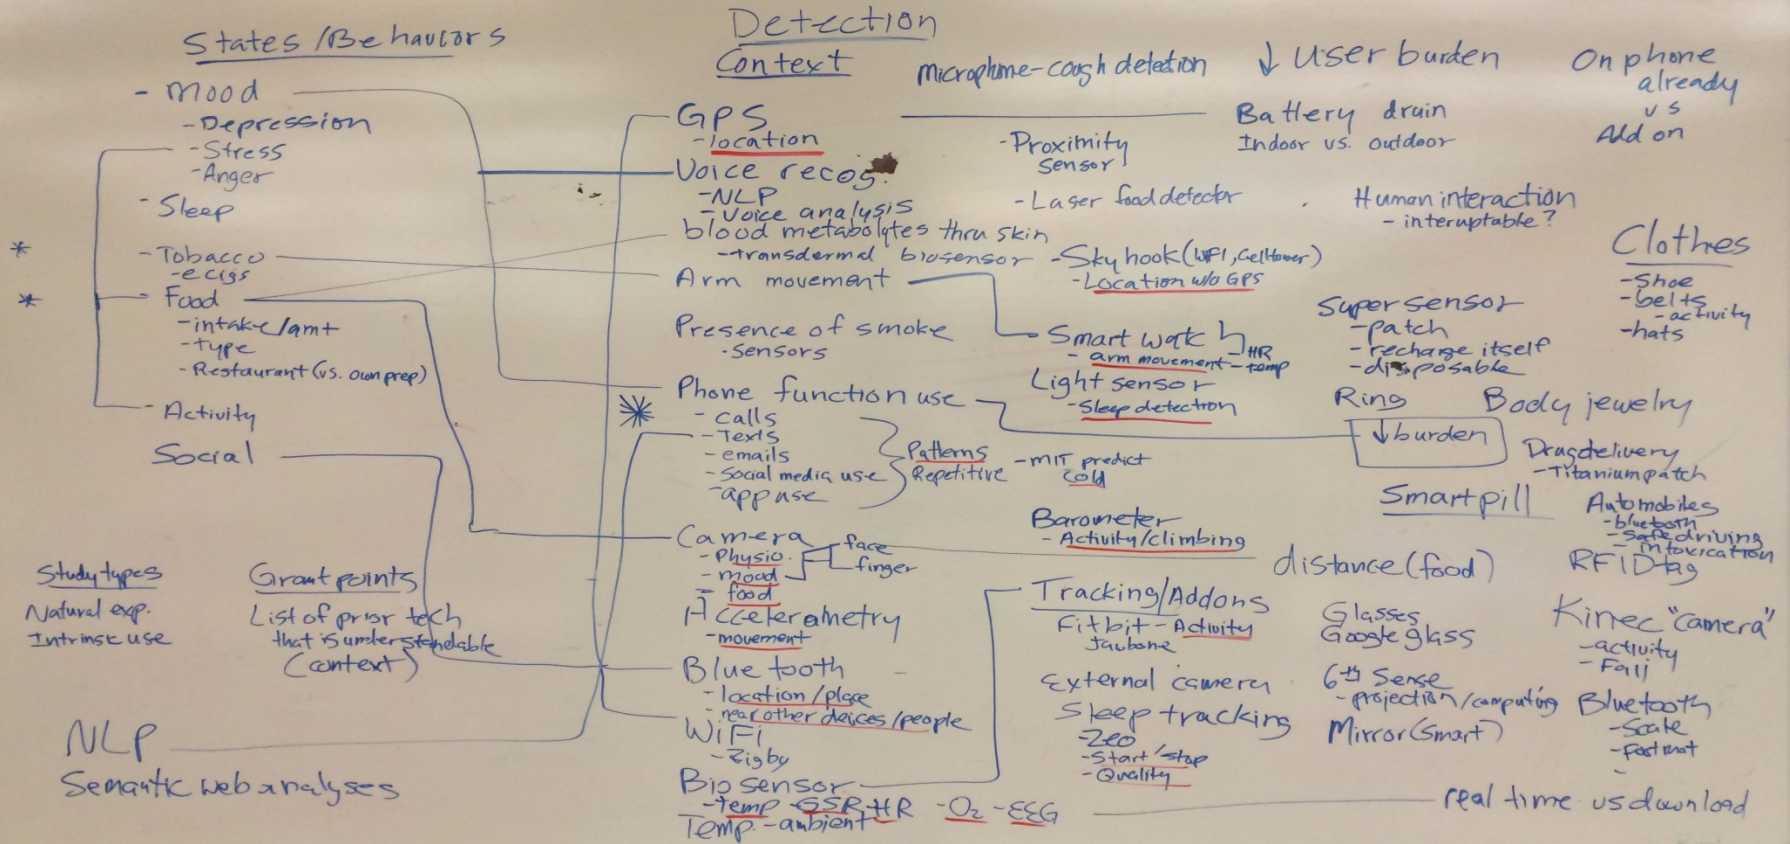 States/Behaviors
- Mood
- Depression
- Stress
- Anger
- Sleep
* - Tobacco
- ecigs
* - Food
- intake/amt
- type
- Restaurant (vs. own prep)
- Activity
Social
Study types
Natural exp.
Intrinsic use
Grant points
List of prior tech
that is understandable
(context)
NLP
Semantic web analyses
Detection
Context
microphone-cough detection
GPS
- location
Voice recog.
- NLP
- Voice analysis
blood metabolytes thru skin
- transdermal biosensor
Arm movement
Presence of smoke
- sensors
Phone function use
- calls
- Texts
- emails
- social media use
- app use
Patterns
Repetitive
- MIT predict
cold
Camera
- Physio.
- mood
- food
face
finger
Accelerometry
- movement
Blue tooth
- location/place
- near other devices/people
WiFi
- Zigby
Bio sensor
- temp - GSR - HR - O2 - EEG
Temp. - ambient
- Proximity
sensor
- Laser food detector
- Skyhook (WIFI, Cell tower)
- Location w/o GPS
Smart watch
- arm movement
- HR
- temp
Light sensor
- Sleep detection
Barometer
- Activity/climbing
Tracking/Addons
Fitbit - Activity
Jawbone
External camera
Sleep tracking
- Zeo
- Start/stop
- Quality
↓ User burden
Battery drain
Indoor vs. outdoor
Human interaction
- interuptable?
Super sensor
- patch
- recharge itself
- disposable
Ring
↓ burden
Smart pill
distance (food)
Glasses
Google glass
6th Sense
- projection/computing
Mirror (smart)
real time vs download
On phone
already
vs
Add on
Clothes
- Shoe
- belts
- activity
- hats
Body jewelry
Drug delivery
- Titanium patch
Automobiles
- bluetooth
- safe driving
- intoxication
RFID tag
Kinec "camera"
- activity
- Fall
Bluetooth
- Scale